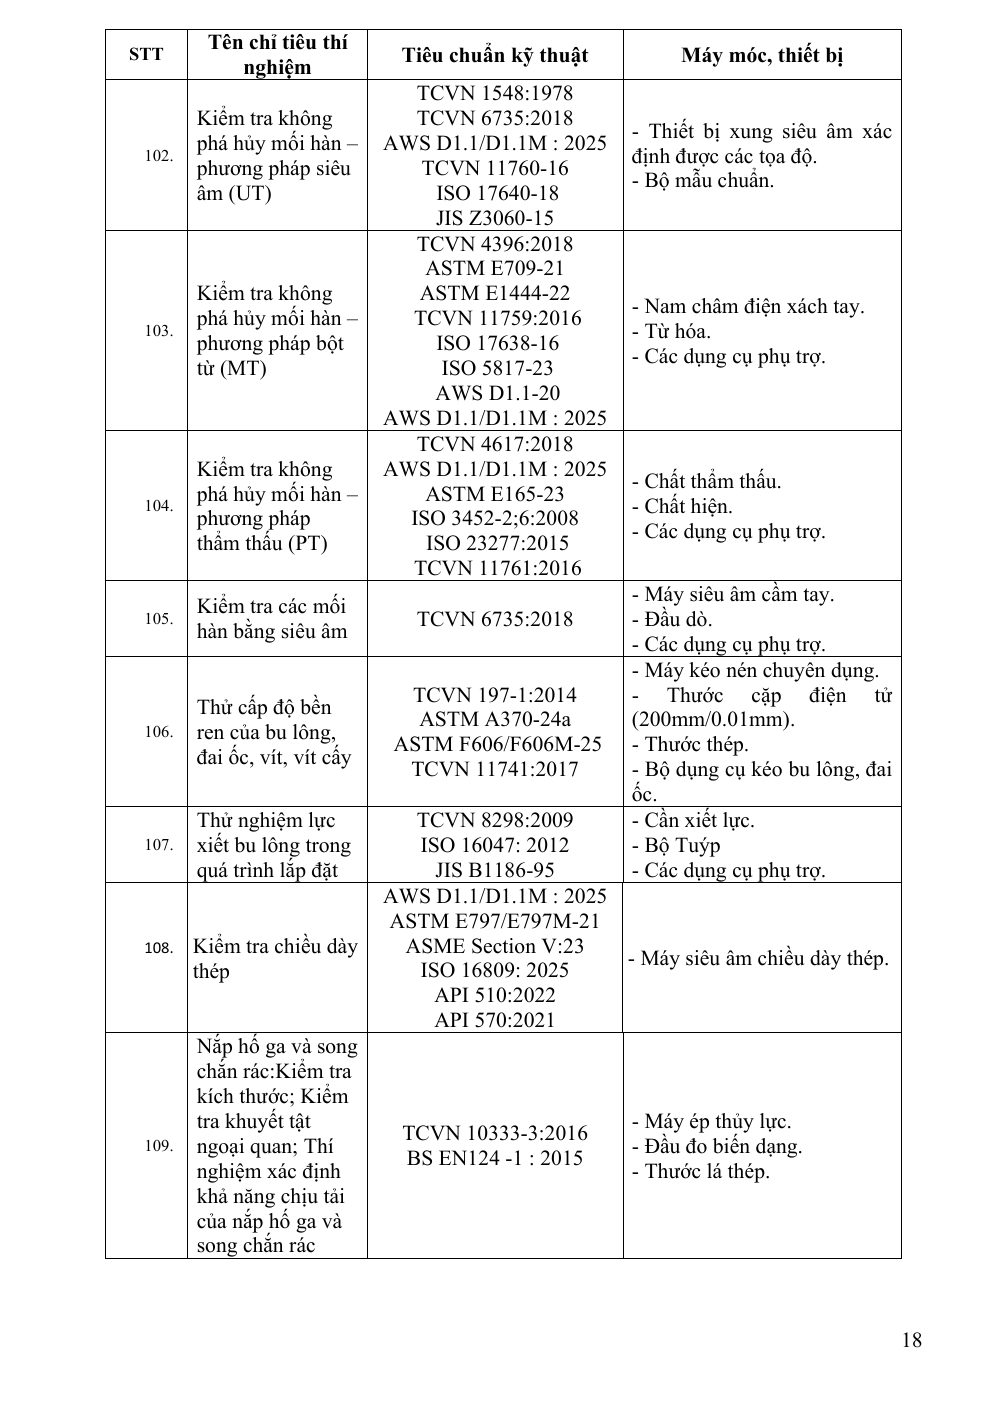 STT
Tên chỉ tiêu thí
nghiệm
Tiêu chuẩn kỹ thuật
Máy móc, thiết bị
102.
Kiểm tra không
phá hủy mối hàn –
phương pháp siêu
âm (UT)
TCVN 1548:1978
TCVN 6735:2018
AWS D1.1/D1.1M : 2025
TCVN 11760-16
ISO 17640-18
JIS Z3060-15
- Thiết bị xung siêu âm xác
định được các tọa độ.
- Bộ mẫu chuẩn.
103.
Kiểm tra không
phá hủy mối hàn –
phương pháp bột
từ (MT)
TCVN 4396:2018
ASTM E709-21
ASTM E1444-22
TCVN 11759:2016
ISO 17638-16
ISO 5817-23
AWS D1.1-20
AWS D1.1/D1.1M : 2025
- Nam châm điện xách tay.
- Từ hóa.
- Các dụng cụ phụ trợ.
104.
Kiểm tra không
phá hủy mối hàn –
phương pháp
thẩm thấu (PT)
TCVN 4617:2018
AWS D1.1/D1.1M : 2025
ASTM E165-23
ISO 3452-2;6:2008
ISO 23277:2015
TCVN 11761:2016
- Chất thẩm thấu.
- Chất hiện.
- Các dụng cụ phụ trợ.
105.
Kiểm tra các mối
hàn bằng siêu âm
TCVN 6735:2018
- Máy siêu âm cầm tay.
- Đầu dò.
- Các dụng cụ phụ trợ.
106.
Thử cấp độ bền
ren của bu lông,
đai ốc, vít, vít cấy
TCVN 197-1:2014
ASTM A370-24a
ASTM F606/F606M-25
TCVN 11741:2017
- Máy kéo nén chuyên dụng.
- Thước cặp điện tử
(200mm/0.01mm).
- Thước thép.
- Bộ dụng cụ kéo bu lông, đai
ốc.
107.
Thử nghiệm lực
xiết bu lông trong
quá trình lắp đặt
TCVN 8298:2009
ISO 16047: 2012
JIS B1186-95
- Cần xiết lực.
- Bộ Tuýp
- Các dụng cụ phụ trợ.
108.
Kiểm tra chiều dày
thép
AWS D1.1/D1.1M : 2025
ASTM E797/E797M-21
ASME Section V:23
ISO 16809: 2025
API 510:2022
API 570:2021
- Máy siêu âm chiều dày thép.
109.
Nắp hố ga và song
chắn rác:Kiểm tra
kích thước; Kiểm
tra khuyết tật
ngoại quan; Thí
nghiệm xác định
khả năng chịu tải
của nắp hố ga và
song chắn rác
TCVN 10333-3:2016
BS EN124 -1 : 2015
- Máy ép thủy lực.
- Đầu đo biến dạng.
- Thước lá thép.
18